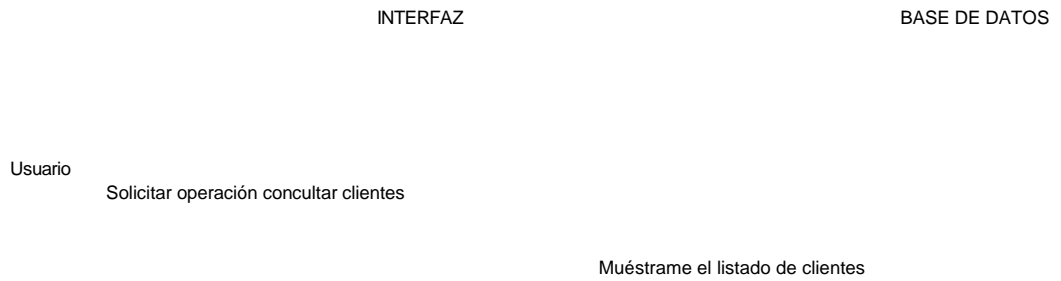 INTERFAZ BASE DE DATOS
Usuario
Solicitar operación concultar clientes
Muéstrame el listado de clientes